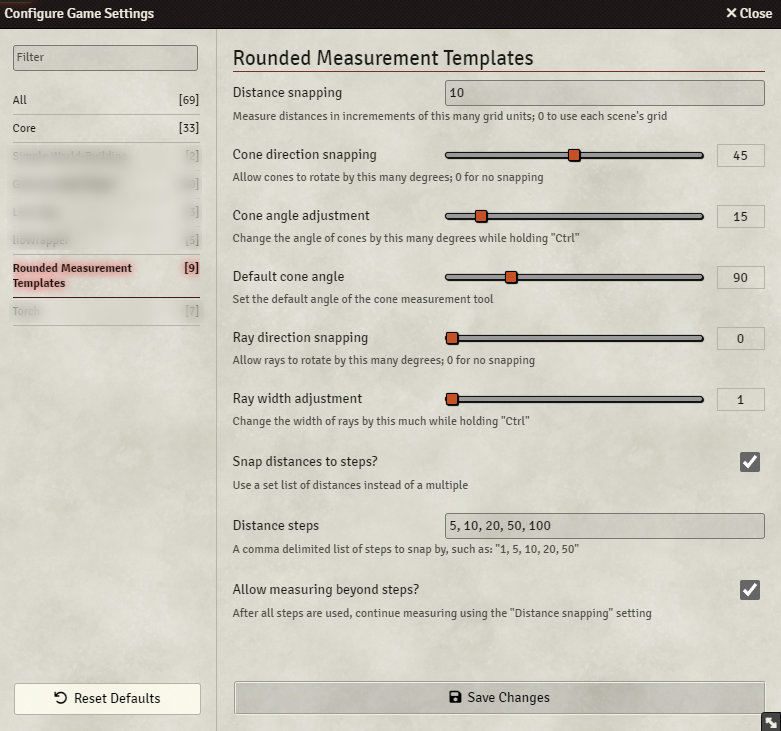 Configure Game Settings
Close
Filter
All [69]
Core [33]
Rounded Measurement
Templates [9]
Torch [7]
Reset Defaults
Rounded Measurement Templates
Distance snapping 10
Measure distances in incremements of this many grid units; 0 to use each scene's grid
Cone direction snapping 45
Allow cones to rotate by this many degrees; 0 for no snapping
Cone angle adjustment 15
Change the angle of cones by this many degrees while holding "Ctrl"
Default cone angle 90
Set the default angle of the cone measurement tool
Ray direction snapping 0
Allow rays to rotate by this many degrees; 0 for no snapping
Ray width adjustment 1
Change the width of rays by this much while holding "Ctrl"
Snap distances to steps?
Use a set list of distances instead of a multiple
Distance steps 5, 10, 20, 50, 100
A comma delimited list of steps to snap by, such as: "1, 5, 10, 20, 50"
Allow measuring beyond steps?
After all steps are used, continue measuring using the "Distance snapping" setting
Save Changes